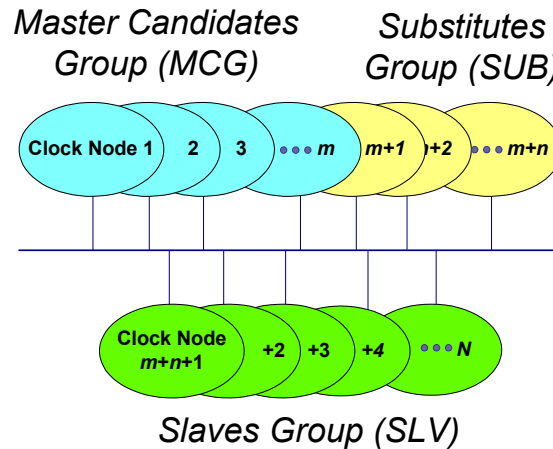 Master Candidates
Group (MCG)
Substitutes
Group (SUB)
Clock Node 1
2
3
••• m
m+1
+2
••• m+n
Clock Node
m+n+1
+2
+3
+4
••• N
Slaves Group (SLV)